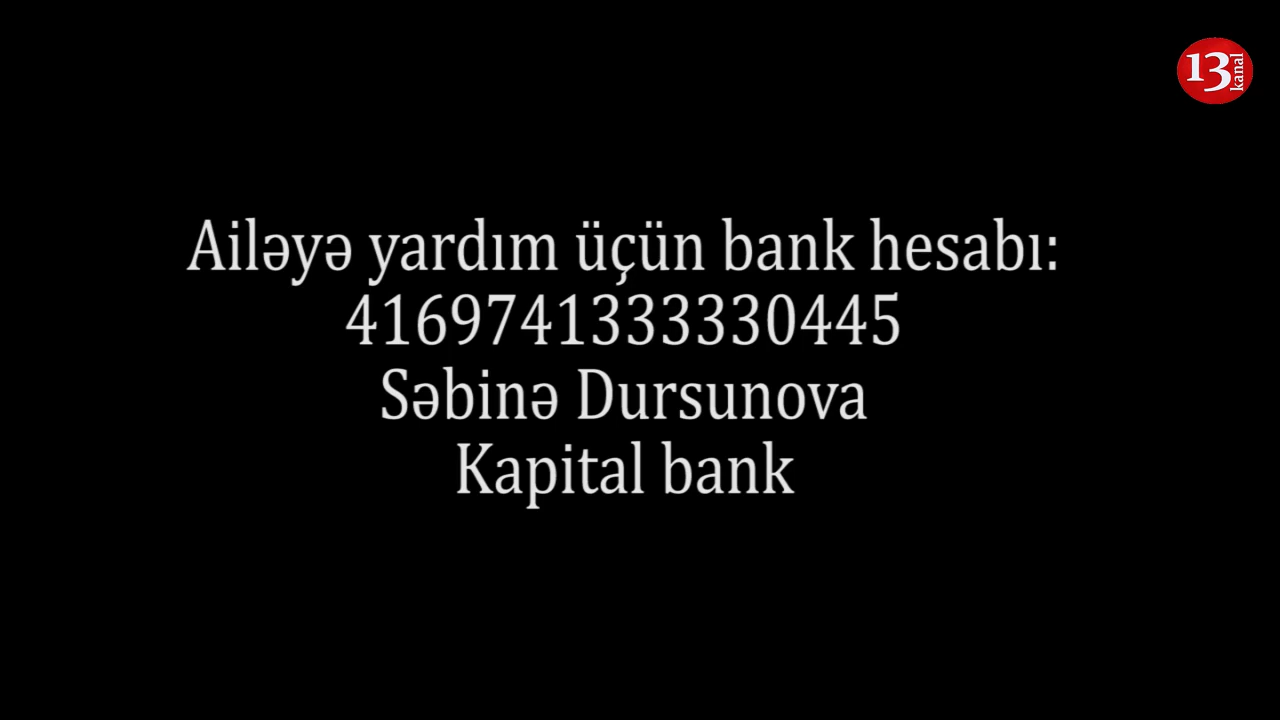 13 kanal
Ailəyə yardım üçün bank hesabı:
4169741333330445
Səbinə Dursunova
Kapital bank